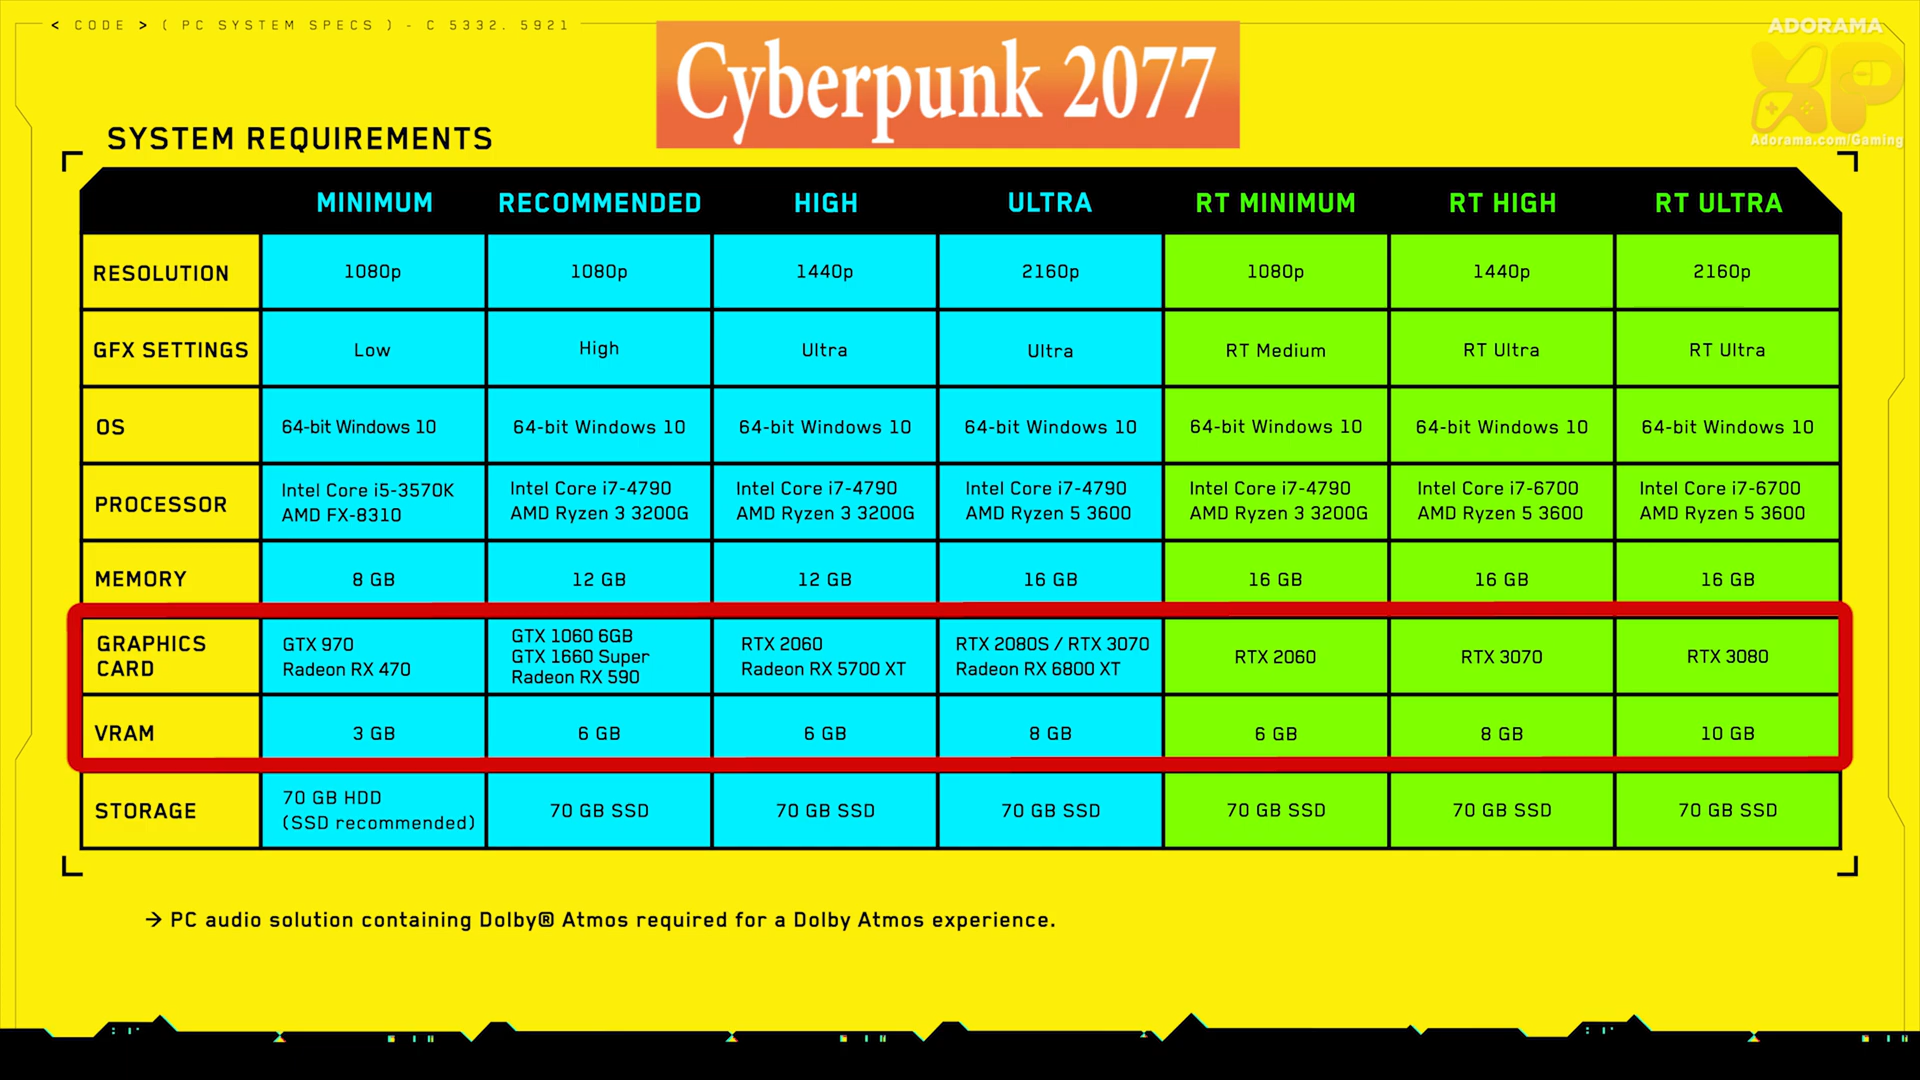 < CODE > ( PC SYSTEM SPECS ) - C 5332. 5921
Cyberpunk 2077
ADORAMA
XP
Adorama.com/Gaming
SYSTEM REQUIREMENTS
MINIMUM RECOMMENDED HIGH ULTRA RT MINIMUM RT HIGH RT ULTRA
RESOLUTION 1080p 1080p 1440p 2160p 1080p 1440p 2160p
GFX SETTINGS Low High Ultra Ultra RT Medium RT Ultra RT Ultra
OS 64-bit Windows 10 64-bit Windows 10 64-bit Windows 10 64-bit Windows 10 64-bit Windows 10 64-bit Windows 10 64-bit Windows 10
PROCESSOR
Intel Core i5-3570K
AMD FX-8310
Intel Core i7-4790
AMD Ryzen 3 3200G
Intel Core i7-4790
AMD Ryzen 3 3200G
Intel Core i7-4790
AMD Ryzen 5 3600
Intel Core i7-4790
AMD Ryzen 3 3200G
Intel Core i7-6700
AMD Ryzen 5 3600
Intel Core i7-6700
AMD Ryzen 5 3600
MEMORY 8 GB 12 GB 12 GB 16 GB 16 GB 16 GB 16 GB
GRAPHICS
CARD
GTX 970
Radeon RX 470
GTX 1060 6GB
GTX 1660 Super
Radeon RX 590
RTX 2060
Radeon RX 5700 XT
RTX 2080S / RTX 3070
Radeon RX 6800 XT
RTX 2060
RTX 3070
RTX 3080
VRAM 3 GB 6 GB 6 GB 8 GB 6 GB 8 GB 10 GB
STORAGE
70 GB HDD
(SSD recommended)
70 GB SSD
70 GB SSD
70 GB SSD
70 GB SSD
70 GB SSD
70 GB SSD
→ PC audio solution containing Dolby® Atmos required for a Dolby Atmos experience.